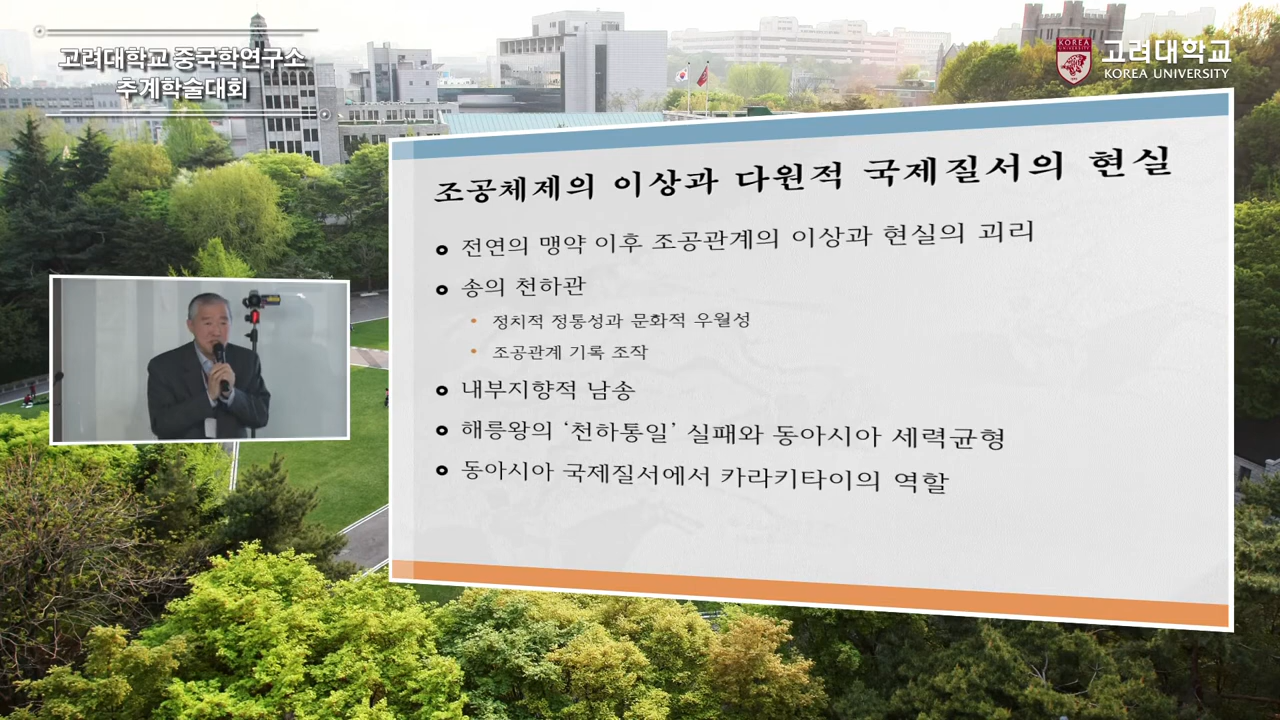 고려대학교 중국학연구소
추계학술대회
고려대학교
KOREA UNIVERSITY
조공체제의 이상과 다원적 국제질서의 현실
전연의 맹약 이후 조공관계의 이상과 현실의 괴리
송의 천하관
정치적 정통성과 문화적 우월성
조공관계 기록 조작
내부지향적 남송
해릉왕의 ‘천하통일’ 실패와 동아시아 세력균형
동아시아 국제질서에서 카라키타이의 역할